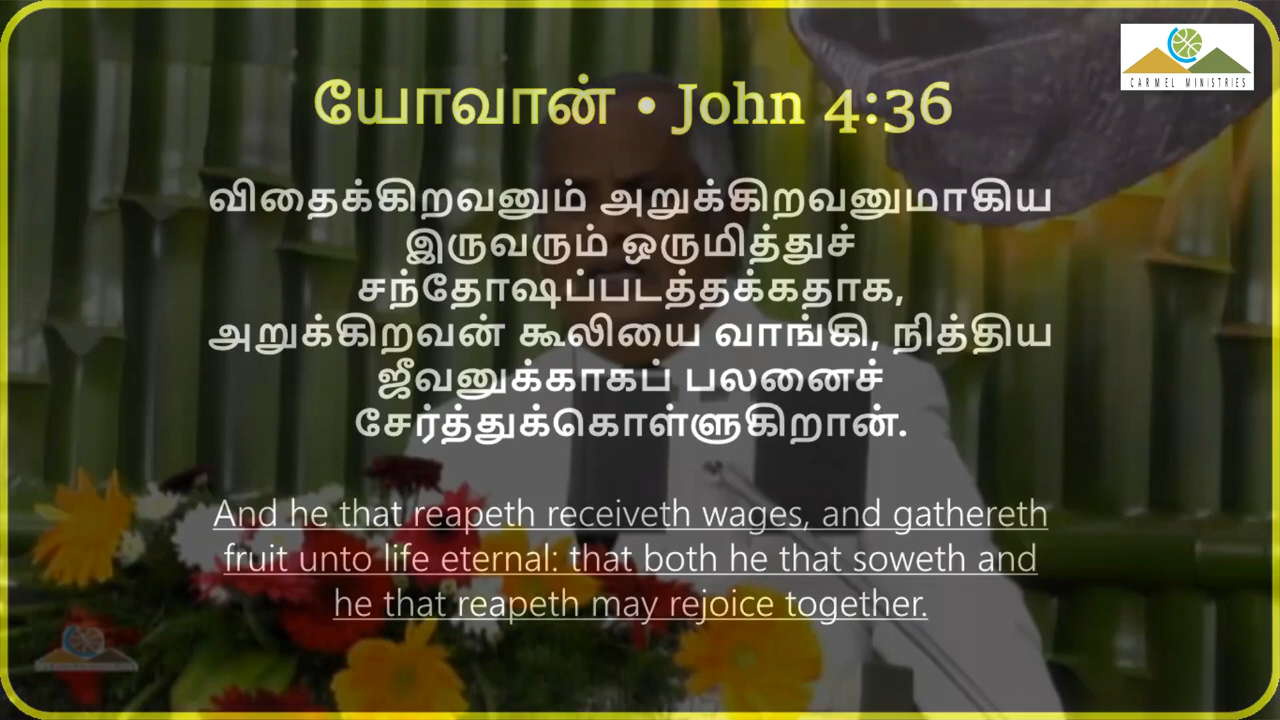 CARMEL MINISTRIES
யோவான் • John 4:36
விதைக்கிறவனும் அறுக்கிறவனுமாகிய
இருவரும் ஒருமித்துச்
சந்தோஷப்படத்தக்கதாக,
அறுக்கிறவன் கூலியை வாங்கி, நித்திய
ஜீவனுக்காகப் பலனைச்
சேர்த்துக்கொள்ளுகிறான்.
And he that reapeth receiveth wages, and gathereth
fruit unto life eternal: that both he that soweth and
he that reapeth may rejoice together.